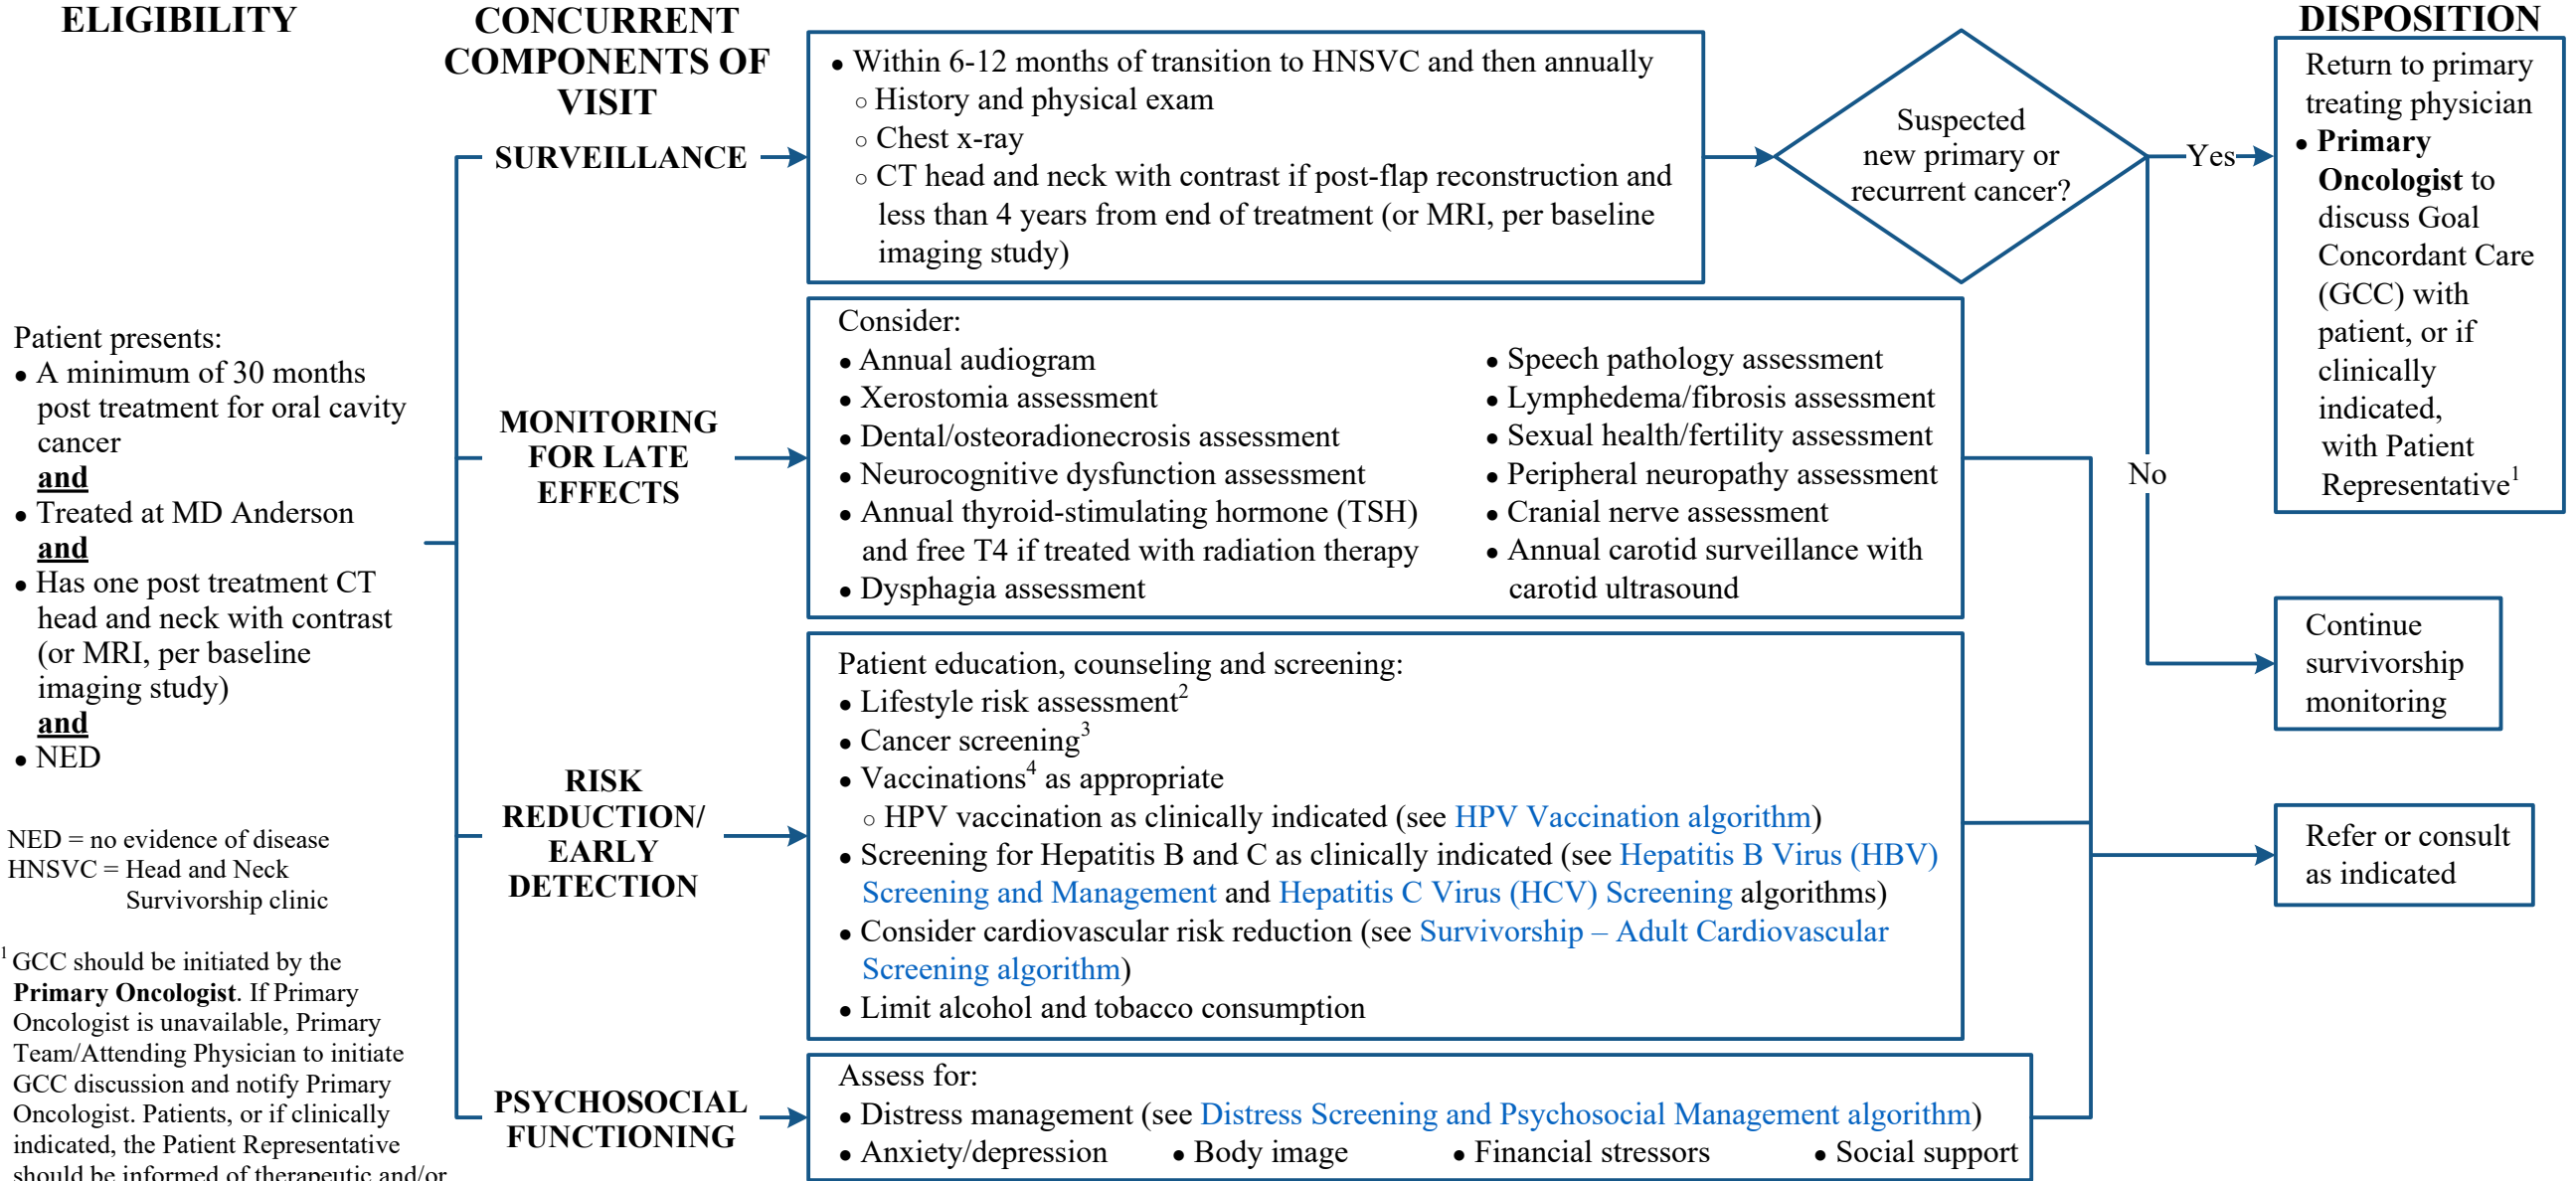 ELIGIBILITY
CONCURRENT
COMPONENTS OF
VISIT
DISPOSITION
Patient presents:
● A minimum of 30 months
post treatment for oral cavity
cancer
and
● Treated at MD Anderson
and
● Has one post treatment CT
head and neck with contrast
(or MRI, per baseline
imaging study)
and
● NED
NED = no evidence of disease
HNSVC = Head and Neck
Survivorship clinic
1 GCC should be initiated by the
Primary Oncologist. If Primary
Oncologist is unavailable, Primary
Team/Attending Physician to initiate
GCC discussion and notify Primary
Oncologist. Patients, or if clinically
indicated, the Patient Representative
should be informed of therapeutic and/or
SURVEILLANCE
● Within 6-12 months of transition to HNSVC and then annually
○ History and physical exam
○ Chest x-ray
○ CT head and neck with contrast if post-flap reconstruction and
less than 4 years from end of treatment (or MRI, per baseline
imaging study)
Suspected
new primary or
recurrent cancer?
Yes
No
Return to primary
treating physician
● Primary
Oncologist to
discuss Goal
Concordant Care
(GCC) with
patient, or if
clinically
indicated,
with Patient
Representative1
Continue
survivorship
monitoring
MONITORING
FOR LATE
EFFECTS
Consider:
● Annual audiogram
● Xerostomia assessment
● Dental/osteoradionecrosis assessment
● Neurocognitive dysfunction assessment
● Annual thyroid-stimulating hormone (TSH)
and free T4 if treated with radiation therapy
● Dysphagia assessment
● Speech pathology assessment
● Lymphedema/fibrosis assessment
● Sexual health/fertility assessment
● Peripheral neuropathy assessment
● Cranial nerve assessment
● Annual carotid surveillance with
carotid ultrasound
RISK
REDUCTION/
EARLY
DETECTION
Patient education, counseling and screening:
● Lifestyle risk assessment2
● Cancer screening3
● Vaccinations4 as appropriate
○ HPV vaccination as clinically indicated (see HPV Vaccination algorithm)
● Screening for Hepatitis B and C as clinically indicated (see Hepatitis B Virus (HBV)
Screening and Management and Hepatitis C Virus (HCV) Screening algorithms)
● Consider cardiovascular risk reduction (see Survivorship – Adult Cardiovascular
Screening algorithm)
● Limit alcohol and tobacco consumption
PSYCHOSOCIAL
FUNCTIONING
Assess for:
● Distress management (see Distress Screening and Psychosocial Management algorithm)
● Anxiety/depression ● Body image ● Financial stressors ● Social support
Refer or consult
as indicated